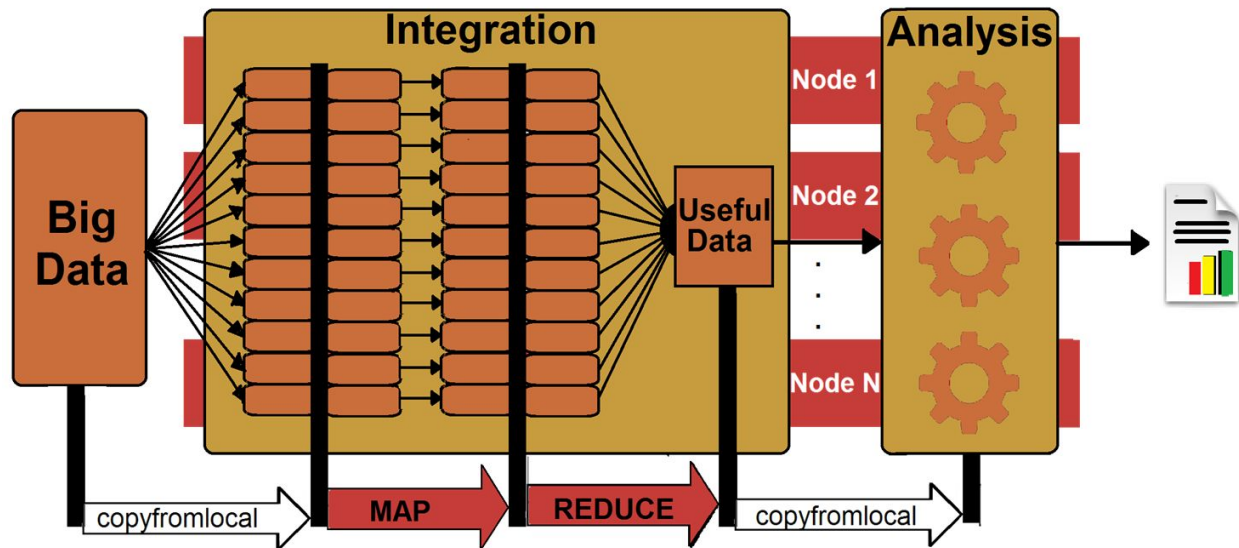 Integration
Analysis
Node 1
Big
Data
Node 2
Useful
Data
Node N
copyfromlocal
MAP
REDUCE
copyfromlocal